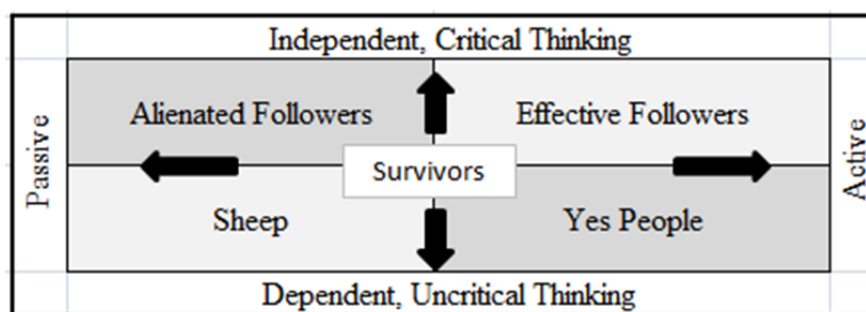 Independent, Critical Thinking
Passive
Alienated Followers
Effective Followers
Active
Survivors
Sheep
Yes People
Dependent, Uncritical Thinking